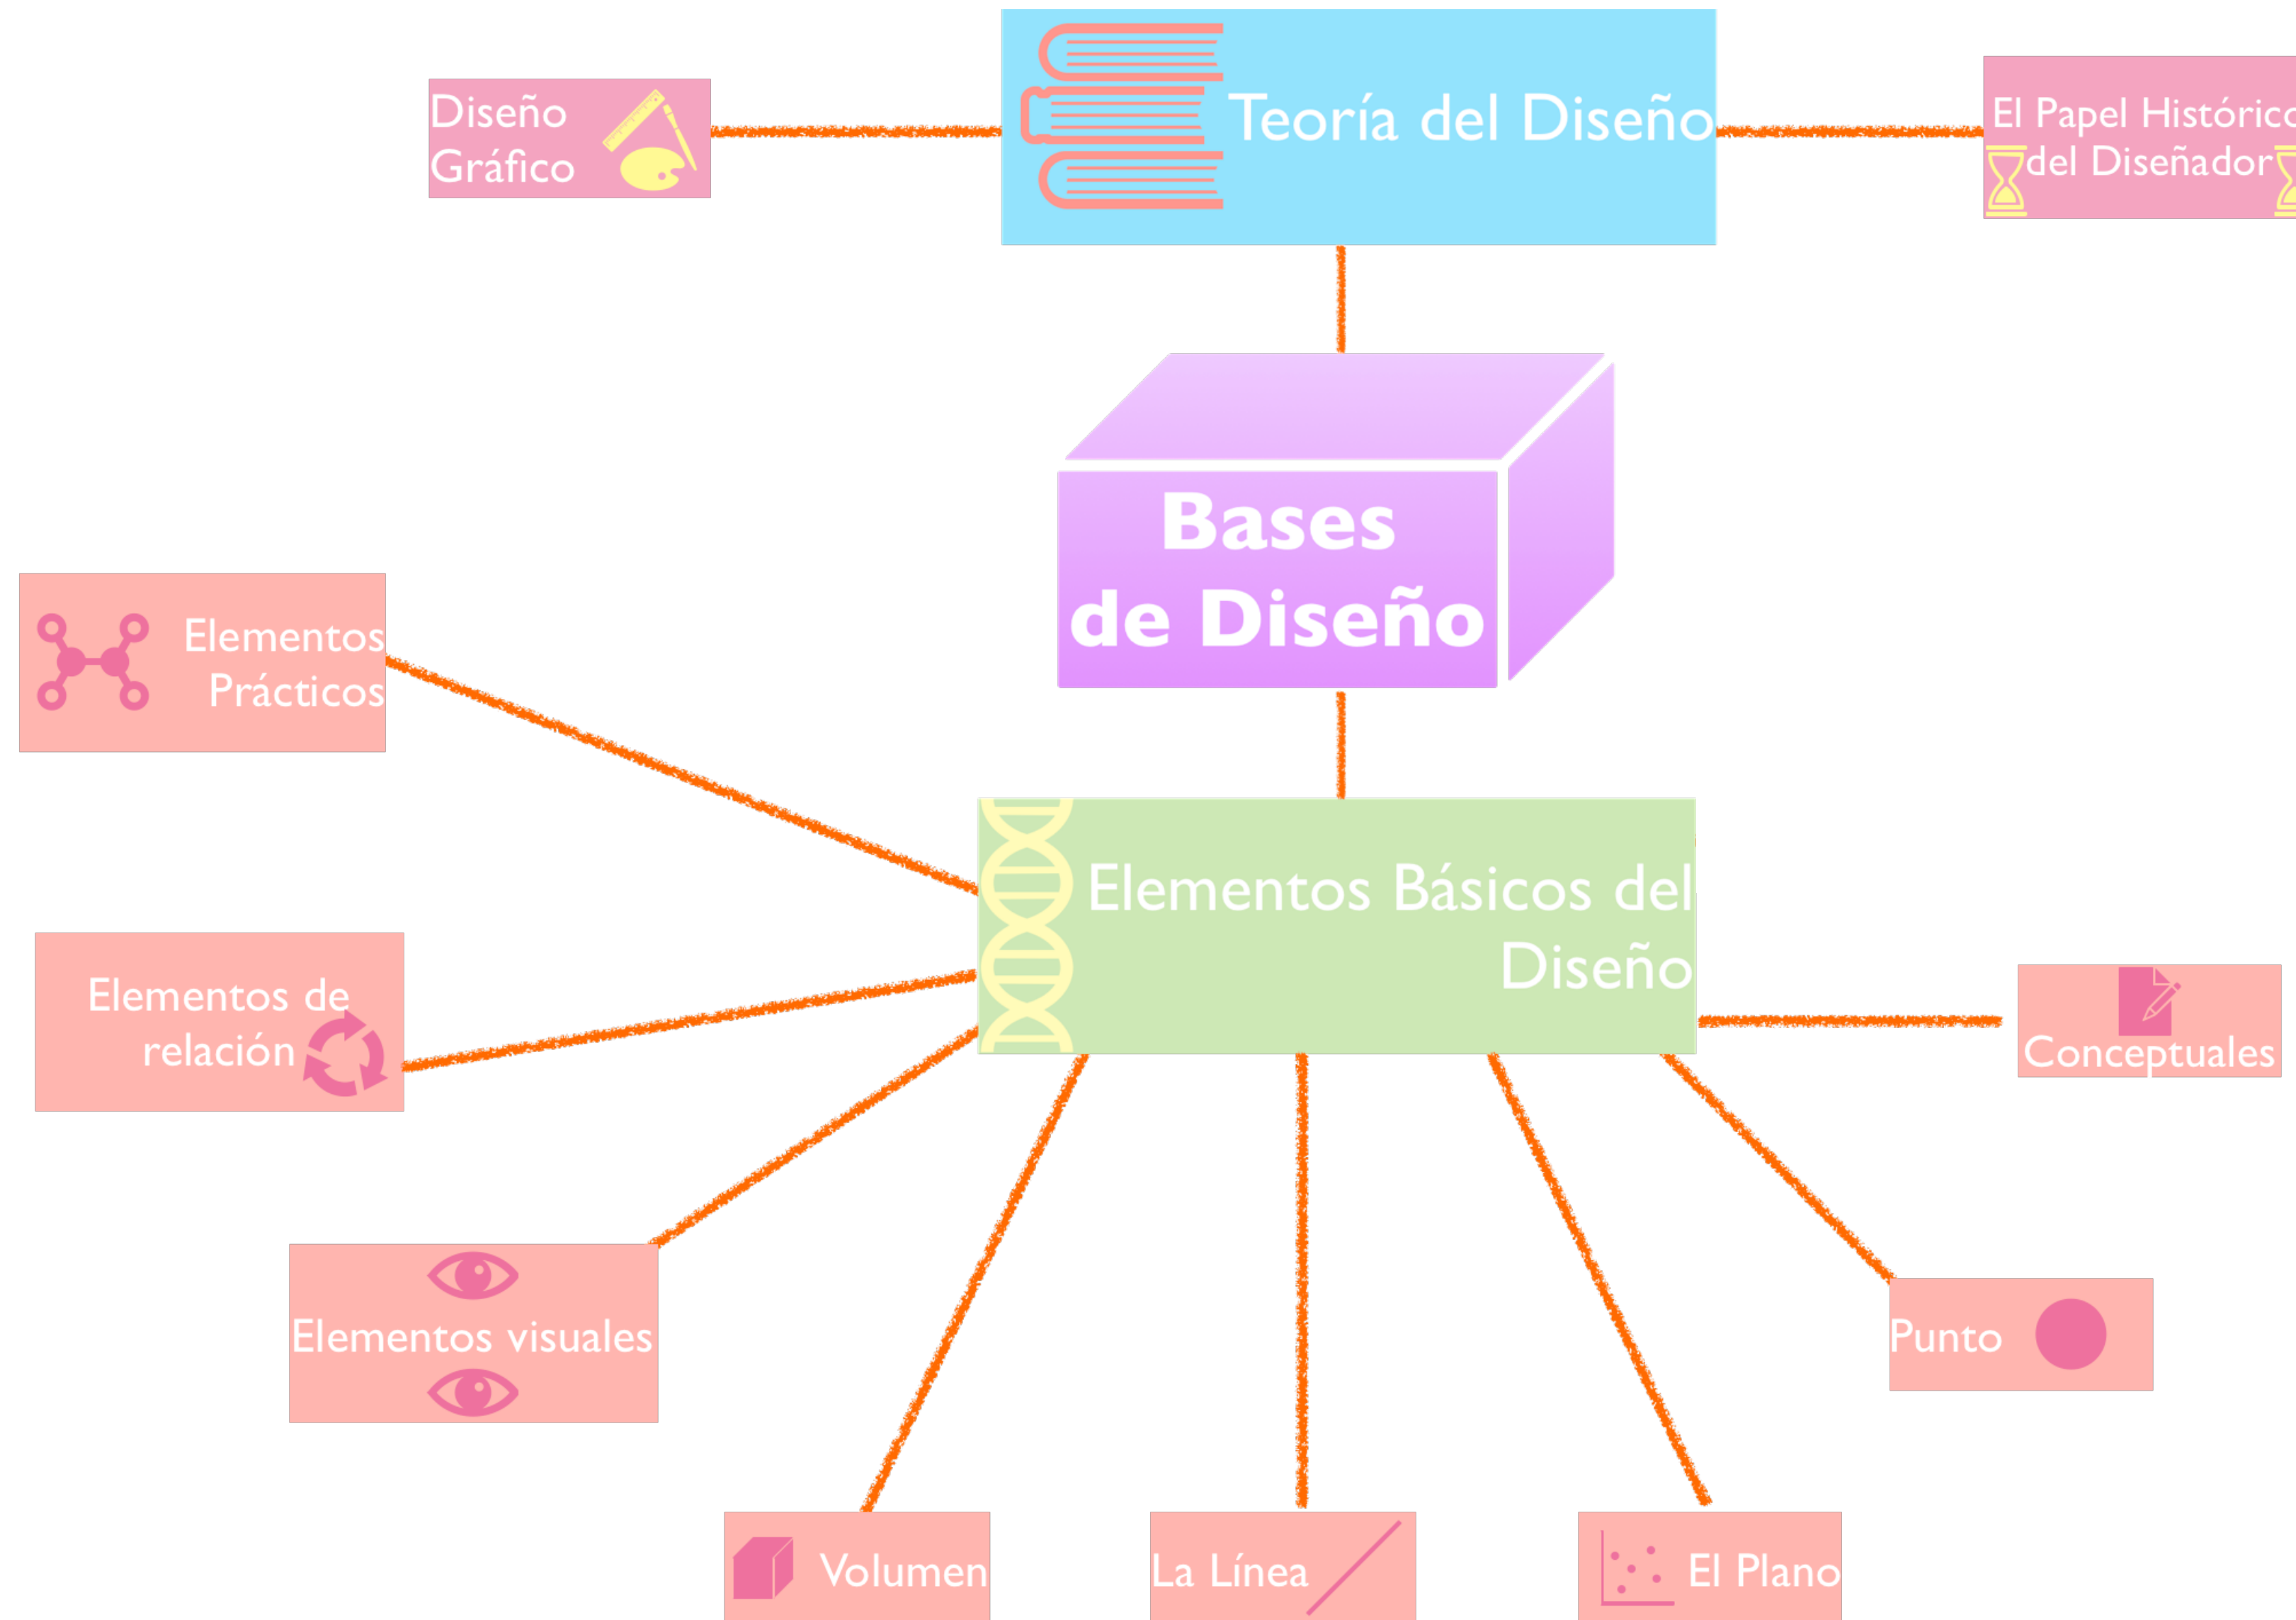 Diseño
Gráfico
Teoría del Diseño
El Papel Histórico
del Diseñador
Bases
de Diseño
Elementos
Prácticos
Elementos Básicos del
Diseño
Elementos de
relación
Conceptuales
Elementos visuales
Punto
Volumen
La Línea
El Plano